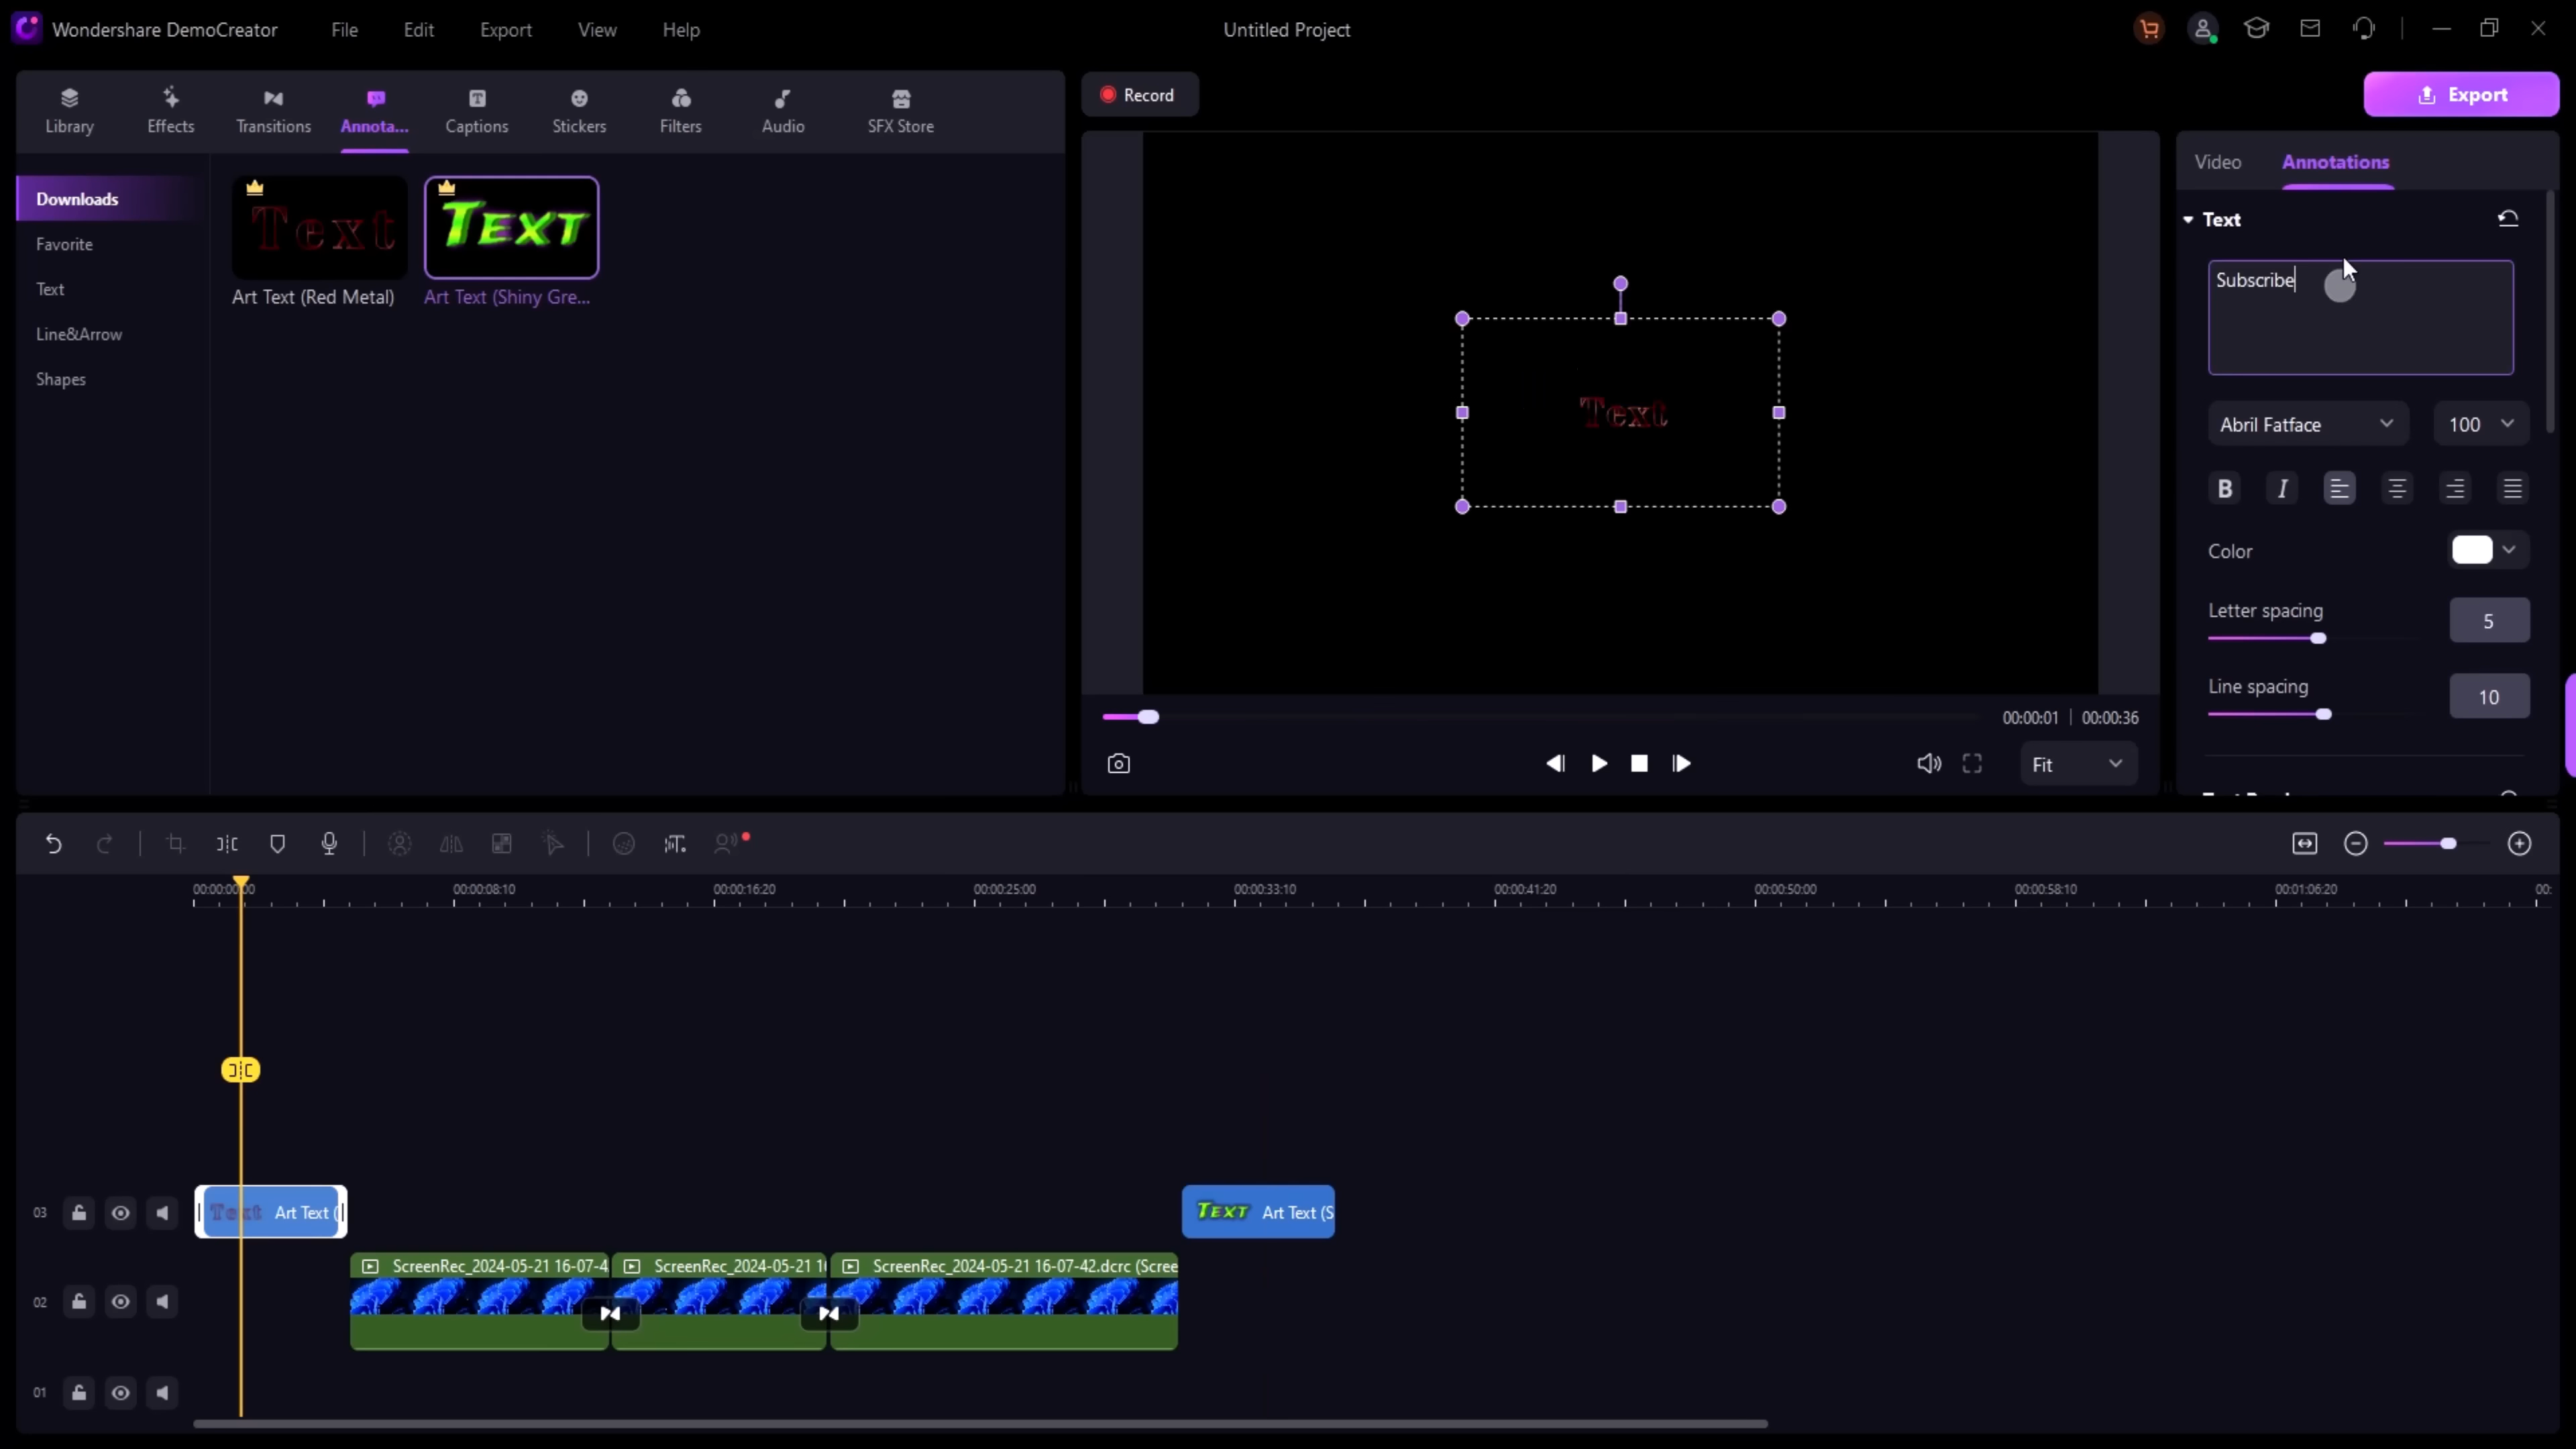 Wondershare DemoCreator File Edit Export View Help Untitled Project
Record
Export
Library Effects Transitions Annota... Captions Stickers Filters Audio SFX Store
Video Annotations
Downloads
Favorite
Text
Line&Arrow
Shapes
Text
TEXT
Art Text (Red Metal) Art Text (Shiny Gre...
Text
Text
Subscribe
Abril Fatface 100
B I
Color
Letter spacing 5
Line spacing 10
00:00:01 | 00:00:36
Fit
00:00:00:00 00:00:08:10 00:00:16:20 00:00:25:00 00:00:33:10 00:00:41:20 00:00:50:00 00:00:58:10 00:01:06:20 00:
03 Text Art Text ( TEXT Art Text (S
02 ScreenRec_2024-05-21 16-07-4 ScreenRec_2024-05-21 1 ScreenRec_2024-05-21 16-07-42.dcrc (Scree
01